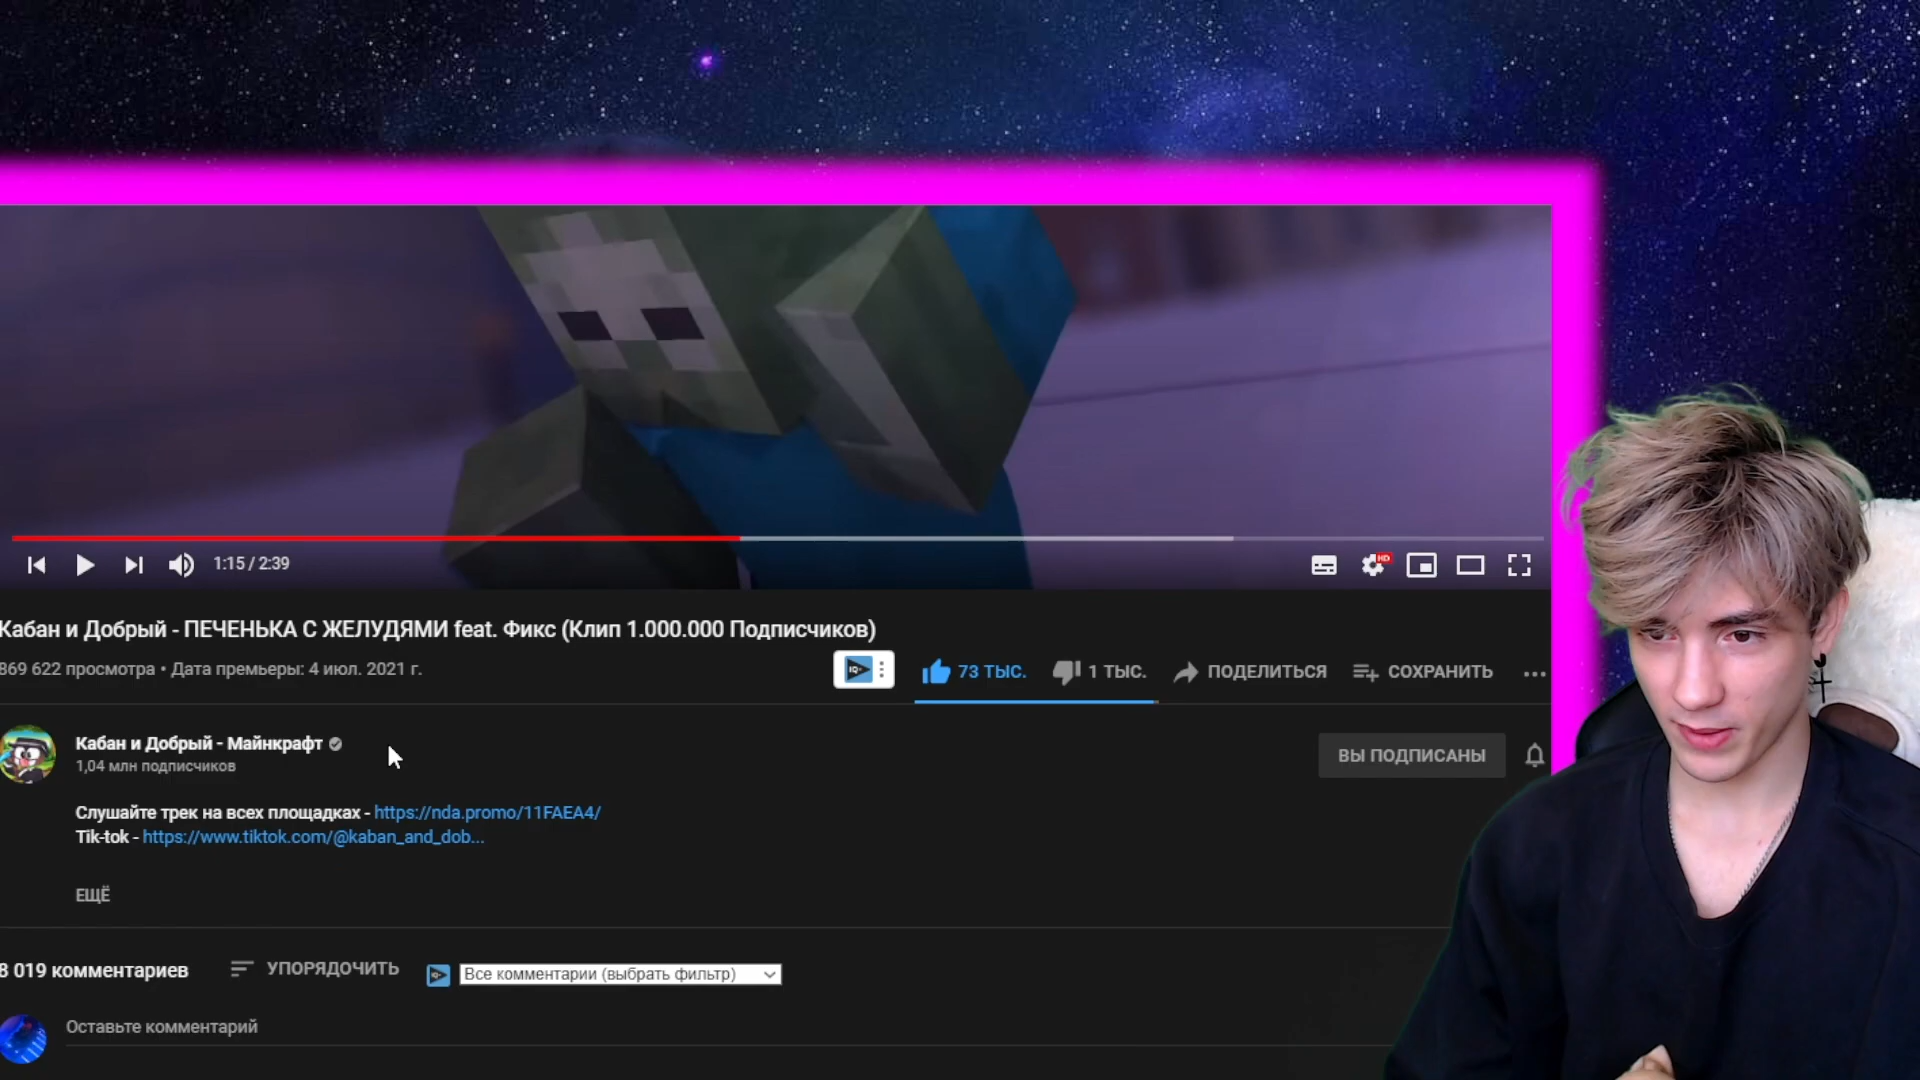 1:15 / 2:39
HD
Кабан и Добрый - ПЕЧЕНЬКА С ЖЕЛУДЯМИ feat. Фикс (Клип 1.000.000 Подписчиков)
869 622 просмотра • Дата премьеры: 4 июл. 2021 г.
IQ
73 ТЫС.
1 ТЫС.
ПОДЕЛИТЬСЯ
СОХРАНИТЬ
Кабан и Добрый - Майнкрафт
1,04 млн подписчиков
ВЫ ПОДПИСАНЫ
Слушайте трек на всех площадках - https://nda.promo/11FAEA4/
Tik-tok - https://www.tiktok.com/@kaban_and_dob...
ЕЩЁ
8 019 комментариев
УПОРЯДОЧИТЬ
Все комментарии (выбрать фильтр)
Оставьте комментарий